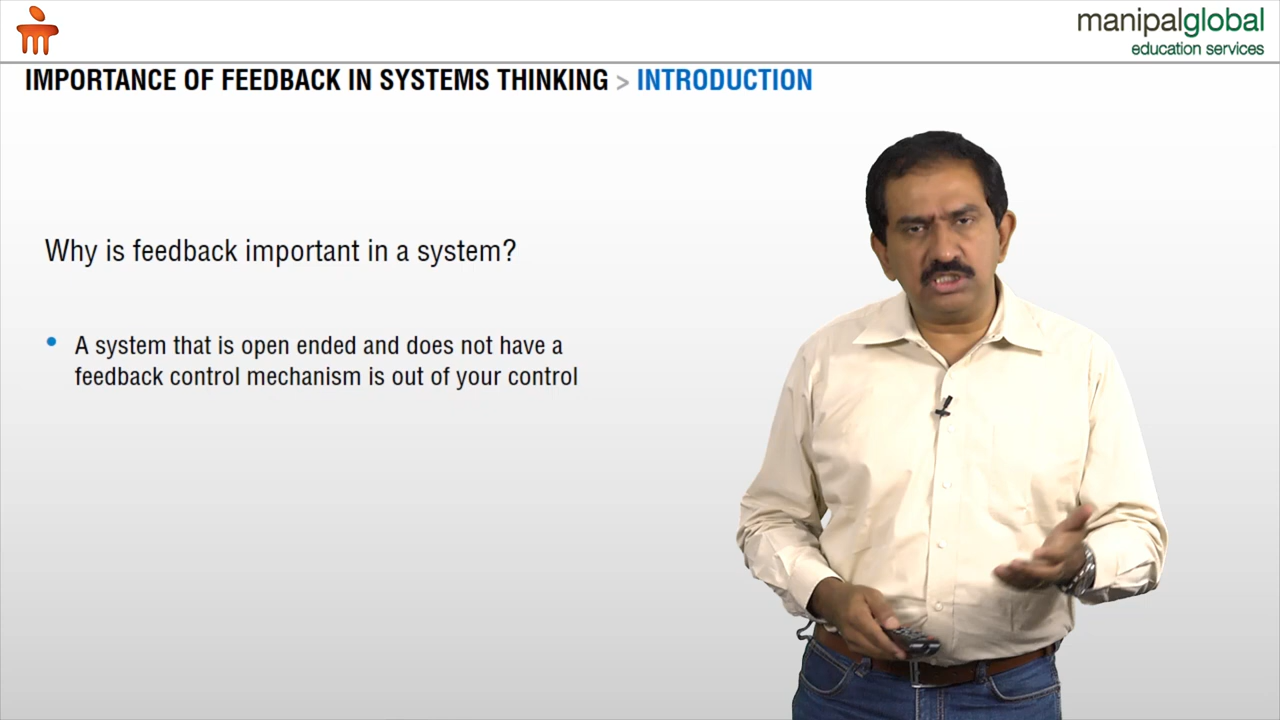 manipalglobal
education services
IMPORTANCE OF FEEDBACK IN SYSTEMS THINKING > INTRODUCTION
Why is feedback important in a system?
• A system that is open ended and does not have a
feedback control mechanism is out of your control